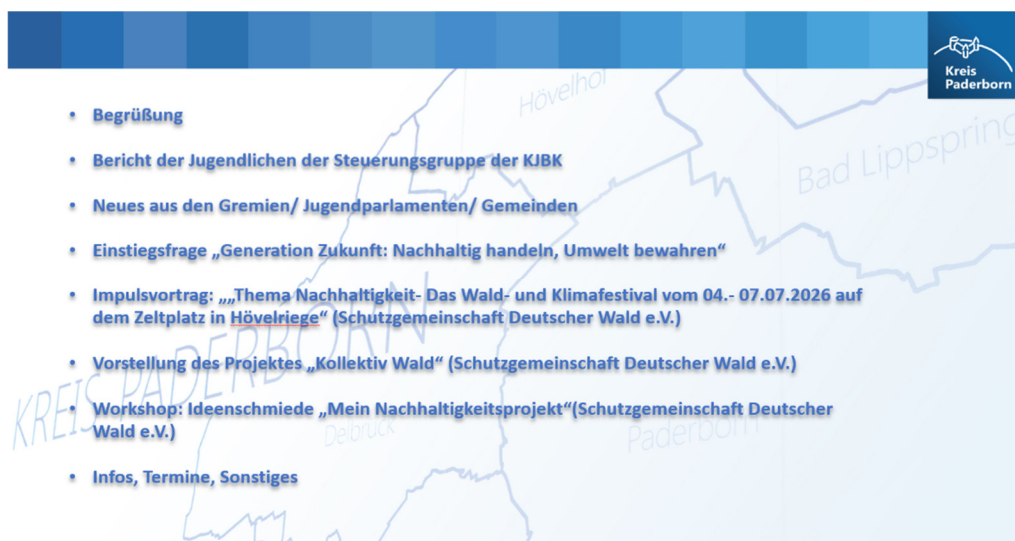 Kreis
Paderborn
Hövelhof
Bad Lippspring
• Begrüßung
• Bericht der Jugendlichen der Steuerungsgruppe der KJBK
• Neues aus den Gremien/ Jugendparlamenten/ Gemeinden
• Einstiegsfrage „Generation Zukunft: Nachhaltig handeln, Umwelt bewahren“
• Impulsvortrag: „„Thema Nachhaltigkeit- Das Wald- und Klimafestival vom 04.- 07.07.2026 auf
dem Zeltplatz in Hövelriege“ (Schutzgemeinschaft Deutscher Wald e.V.)
• Vorstellung des Projektes „Kollektiv Wald“ (Schutzgemeinschaft Deutscher Wald e.V.)
KREIS PADERBORN
• Workshop: Ideenschmiede „Mein Nachhaltigkeitsprojekt“(Schutzgemeinschaft Deutscher
Wald e.V.)
Delbrück
Paderborn
• Infos, Termine, Sonstiges